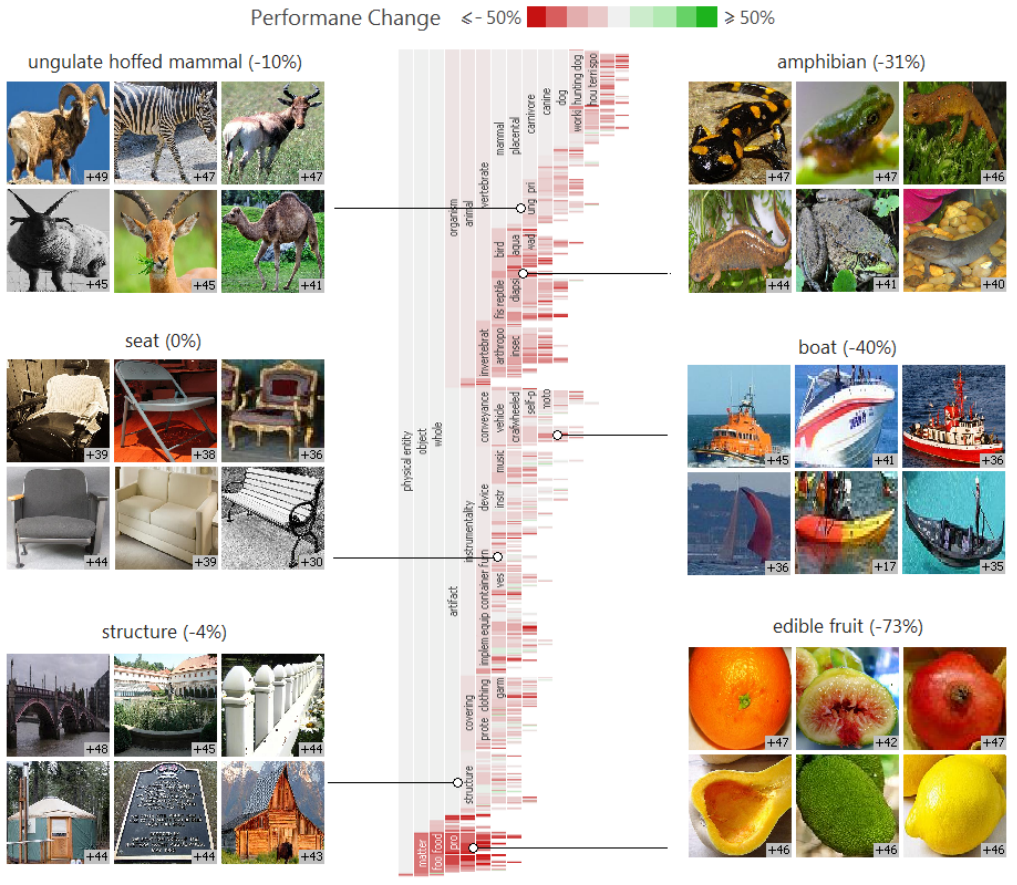 Performane Change ⩽- 50% ⩾ 50%
ungulate hoffed mammal (-10%)
+49
+47
+47
+45
+45
+41
seat (0%)
+39
+38
+36
+44
+39
+30
structure (-4%)
+48
+45
+44
+44
+44
+43
physical entity
object
whole
organism
animal
vertebrate
mammal
placental
carnivore
canine
dog
hunting dog
work
hou
terri
spo
ung
pri
bird
aqua
wad
fis
reptile
diapsi
invertebrat
arthropo
insec
conveyance
vehicle
craf
wheeled
self-p
moto
music
device
instr
instrumentality
artifact
furn
ves
container
equip
implem
covering
clothing
garm
prote
structure
matter
foo
food
pro
amphibian (-31%)
+47
+47
+46
+44
+41
+40
boat (-40%)
+45
+41
+36
+36
+17
+35
edible fruit (-73%)
+47
+42
+47
+46
+46
+46